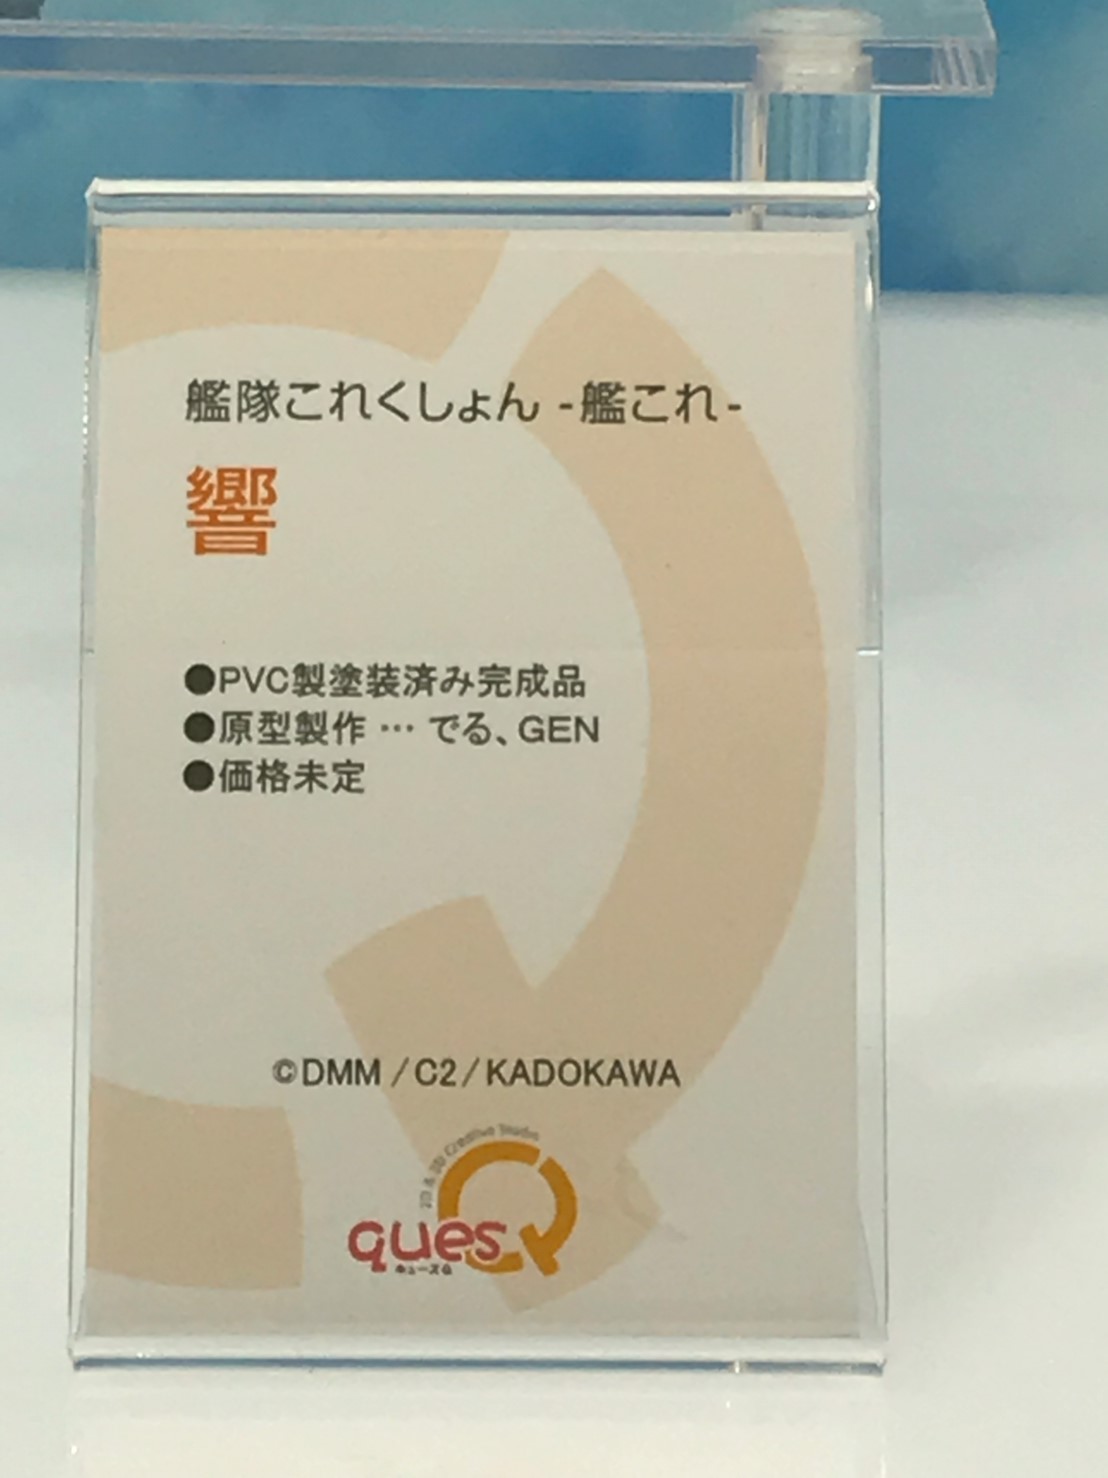 艦隊これくしょん -艦これ-
響
●PVC製塗装済み完成品
●原型製作 … でる、GEN
●価格未定
©DMM / C2 / KADOKAWA
2D & 3D Creative Studio
quesQ
キューズQ